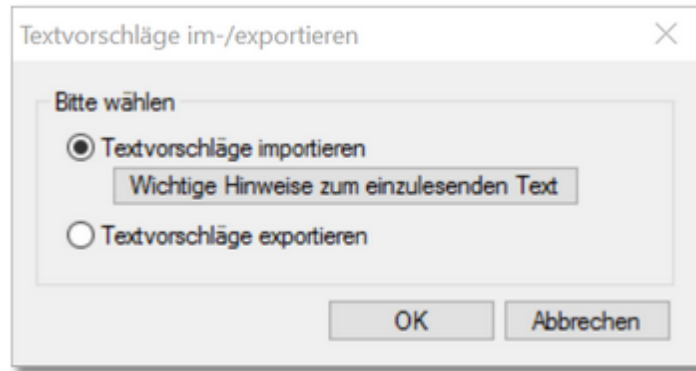 Textvorschläge im-/exportieren
Bitte wählen
Textvorschläge importieren
Wichtige Hinweise zum einzulesenden Text
Textvorschläge exportieren
OK Abbrechen